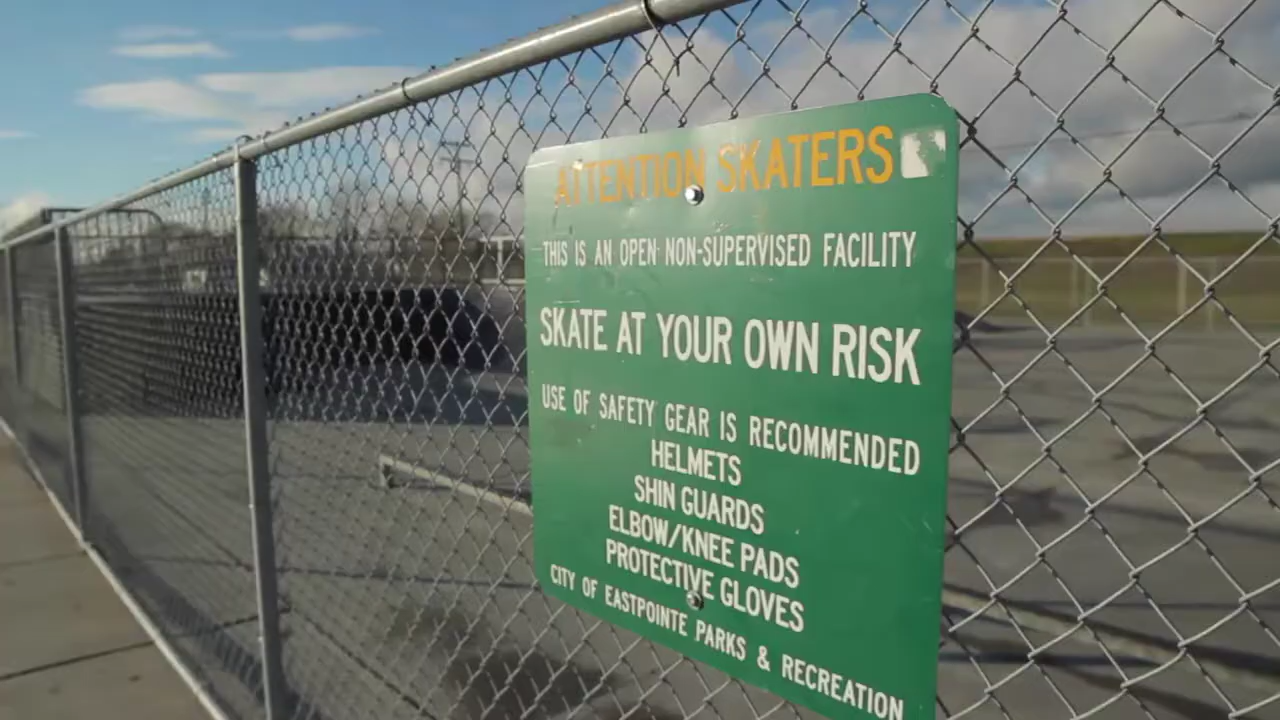 ATTENTION SKATERS
THIS IS AN OPEN NON-SUPERVISED FACILITY
SKATE AT YOUR OWN RISK
USE OF SAFETY GEAR IS RECOMMENDED
HELMETS
SHIN GUARDS
ELBOW/KNEE PADS
PROTECTIVE GLOVES
CITY OF EASTPOINTE PARKS & RECREATION